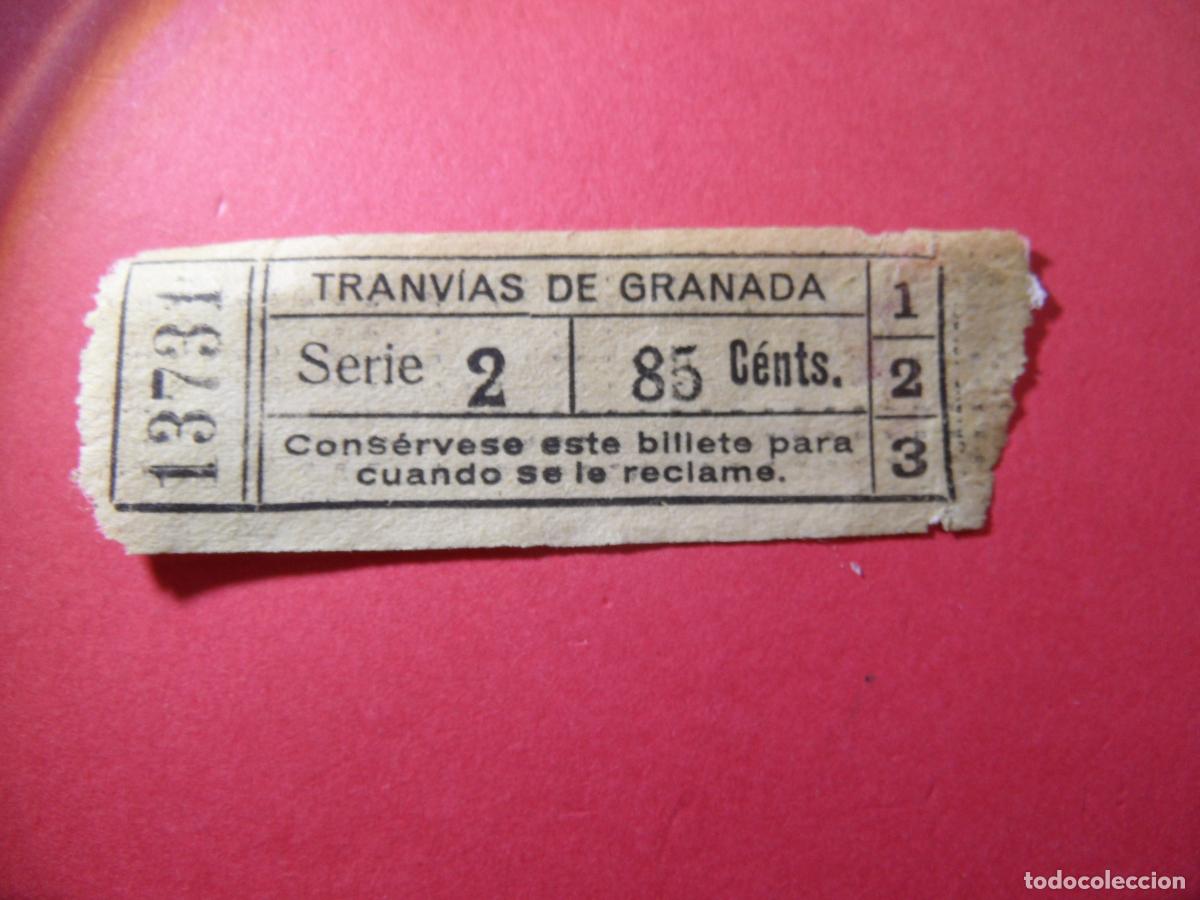 13731
TRANVÍAS DE GRANADA
Serie 2
85 Cénts.
Consérvese este billete para
cuando se le reclame.
1
2
3
todocoleccion